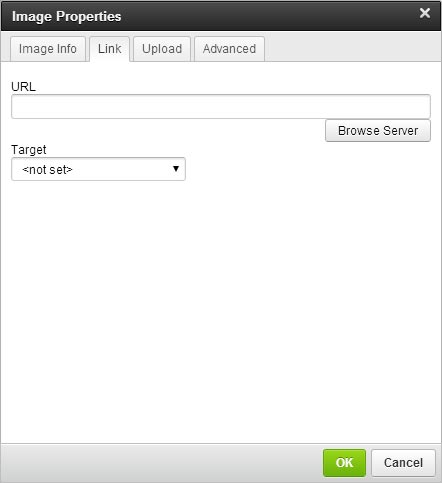 Image Properties
Image Info Link Upload Advanced
URL
Browse Server
Target
<not set>
OK Cancel